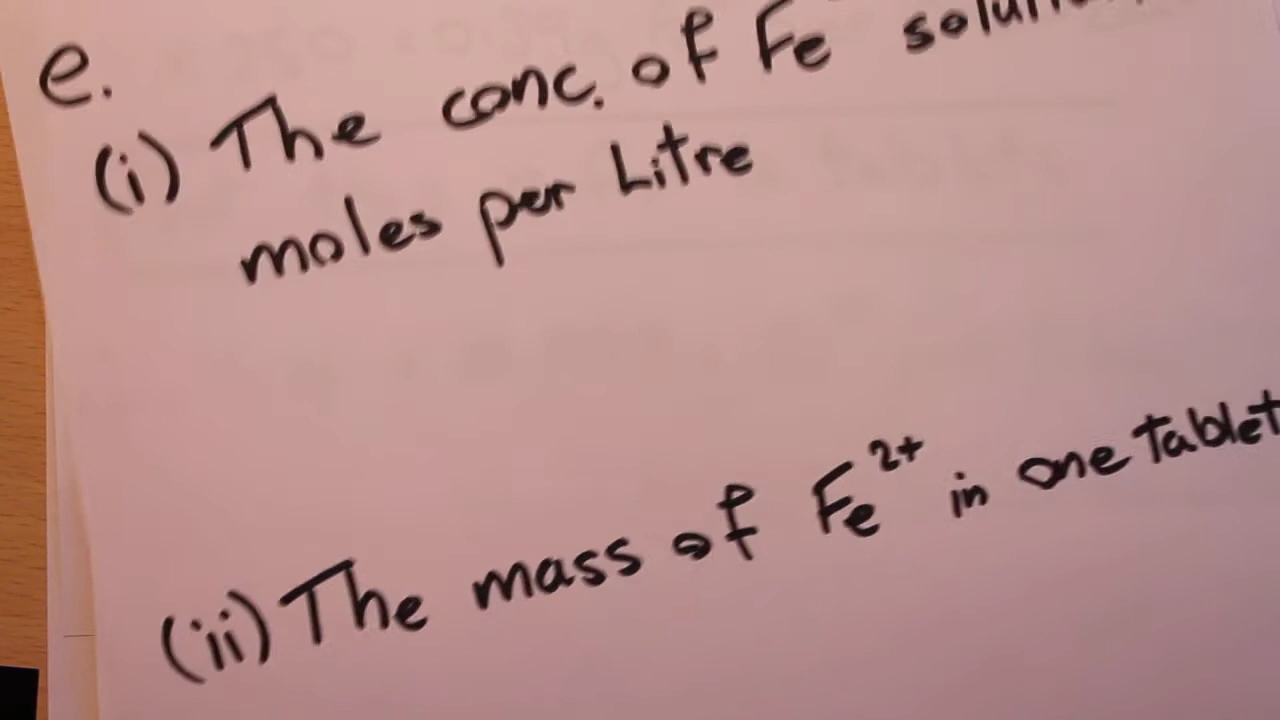 e.
(i) The conc. of Fe
moles per Litre
(ii) The mass of Fe²⁺ in one tablet